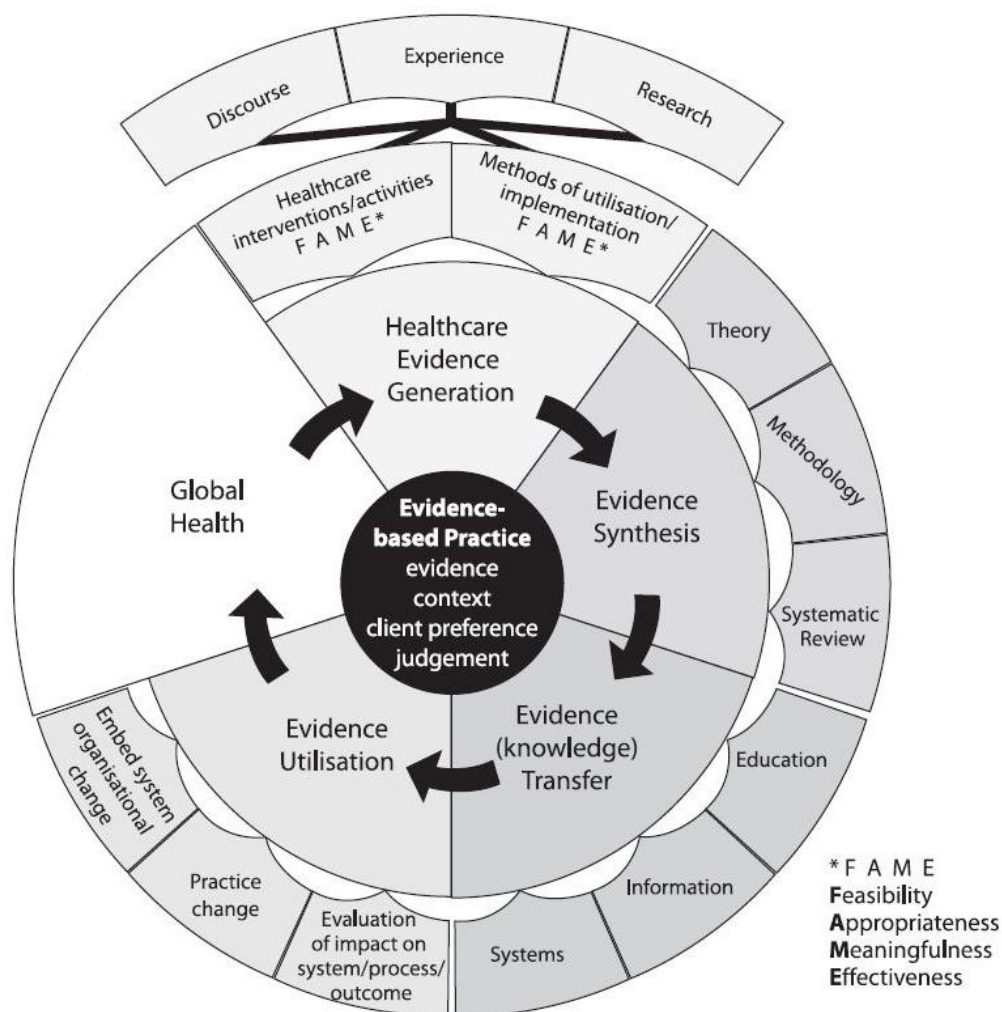 Discourse
Experience
Research
Healthcare
interventions/activities
F A M E*
Methods of utilisation/
implementation
F A M E*
Theory
Methodology
Systematic
Review
Education
Information
Systems
Evaluation
of impact on
system/process/
outcome
Practice
change
Embed system
organisational
change
Global
Health
Healthcare
Evidence
Generation
Evidence
Synthesis
Evidence
(knowledge)
Transfer
Evidence
Utilisation
Evidence-
based Practice
evidence
context
client preference
judgement
*F A M E
Feasibility
Appropriateness
Meaningfulness
Effectiveness